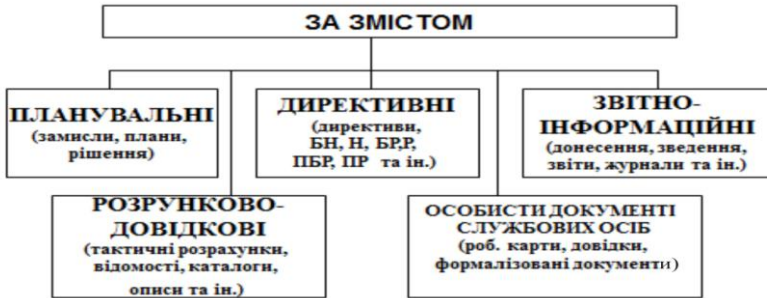 ЗА ЗМІСТОМ
ПЛАНУВАЛЬНІ
(замисли, плани,
рішення)
ДИРЕКТИВНІ
(директиви,
БН, Н, БР,Р,
ПБР, ПР та ін.)
ЗВІТНО-
ІНФОРМАЦІЙНІ
(донесення, зведення,
звіти, журнали та ін.)
РОЗРУНКОВО-
ДОВІДКОВІ
(тактичні розрахунки,
відомості, каталоги,
описи та ін.)
ОСОБИСТИ ДОКУМЕНТІ
СЛУЖБОВИХ ОСІБ
(роб. карти, довідки,
формалізовані документи)